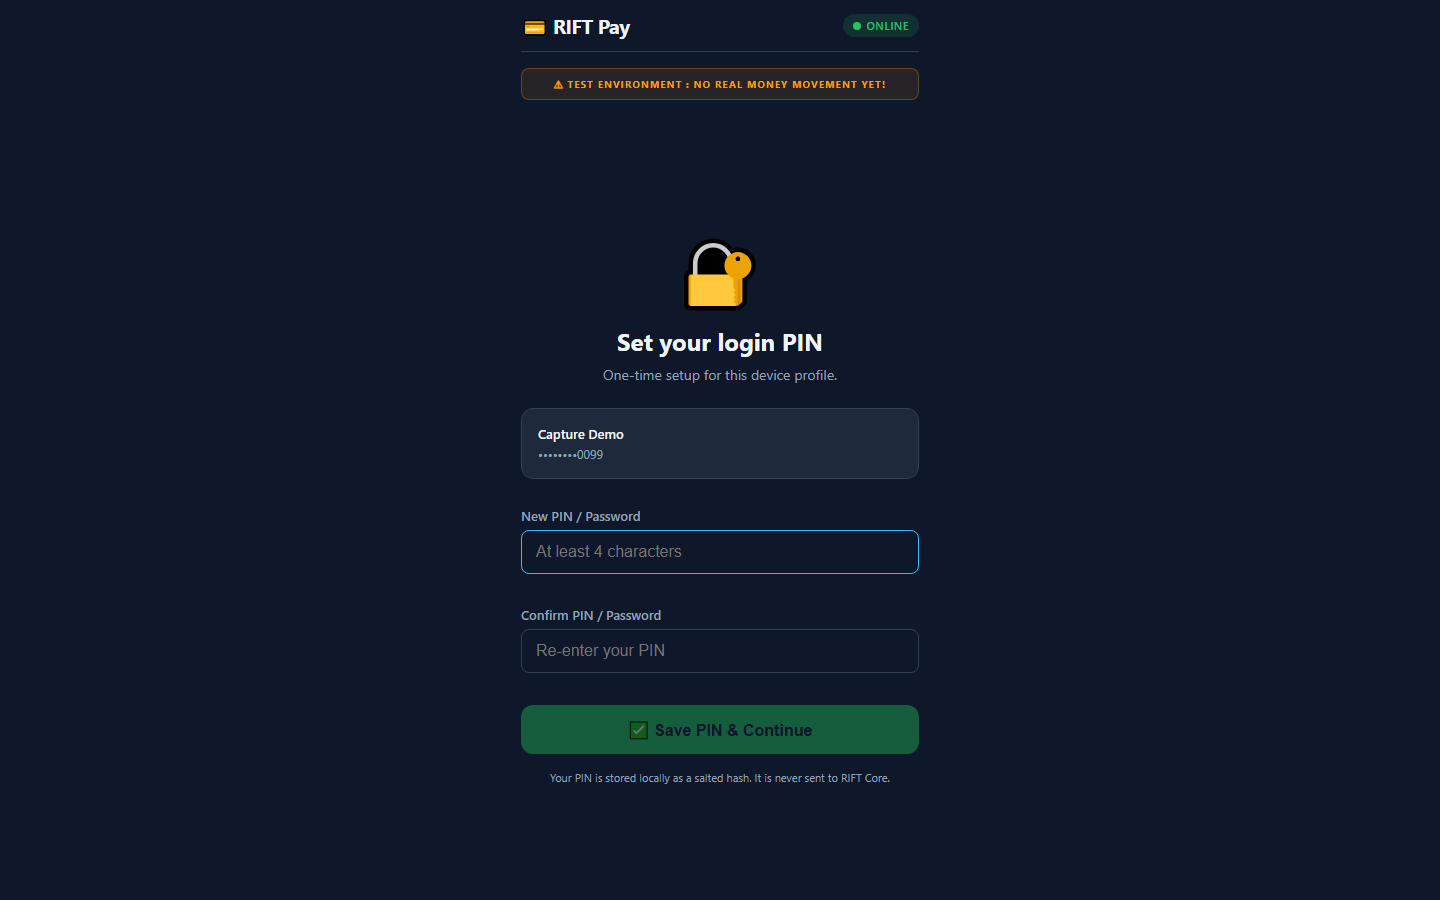 RIFT Pay
ONLINE
⚠ TEST ENVIRONMENT : NO REAL MONEY MOVEMENT YET!
Set your login PIN
One-time setup for this device profile.
Capture Demo
••••••••0099
New PIN / Password
At least 4 characters
Confirm PIN / Password
Re-enter your PIN
Save PIN & Continue
Your PIN is stored locally as a salted hash. It is never sent to RIFT Core.